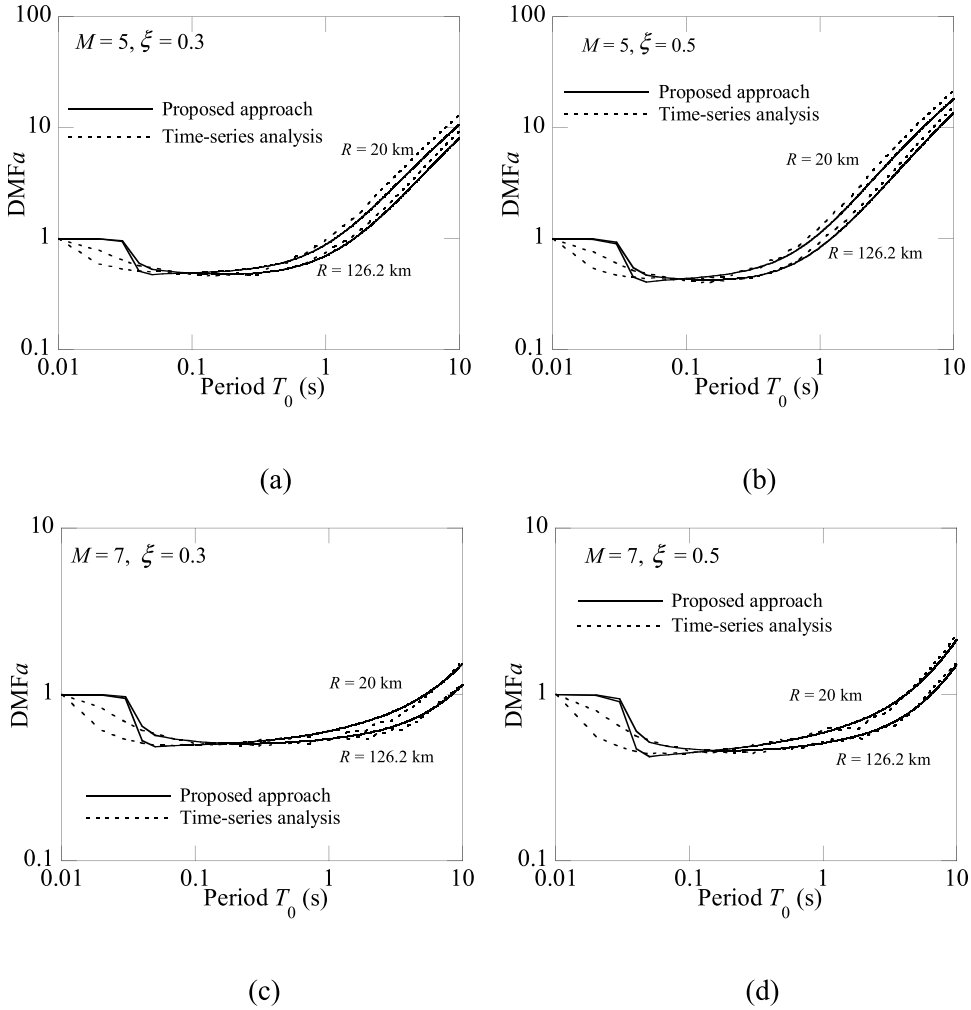 100
M = 5, ξ = 0.3
Proposed approach
Time-series analysis
10
R = 20 km
DMFa
1
R = 126.2 km
0.1
0.01 0.1 1 10
Period T0 (s)
(a)
100
M = 5, ξ = 0.5
Proposed approach
Time-series analysis
10
R = 20 km
DMFa
1
R = 126.2 km
0.1
0.01 0.1 1 10
Period T0 (s)
(b)
10
M = 7, ξ = 0.3
R = 20 km
DMFa
1
R = 126.2 km
Proposed approach
Time-series analysis
0.1
0.01 0.1 1 10
Period T0 (s)
(c)
10
M = 7, ξ = 0.5
Proposed approach
Time-series analysis
R = 20 km
DMFa
1
R = 126.2 km
0.1
0.01 0.1 1 10
Period T0 (s)
(d)